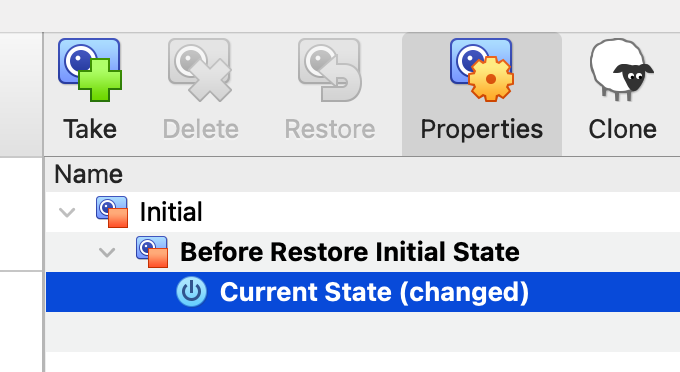 Take Delete Restore Properties Clone
Name
Initial
Before Restore Initial State
Current State (changed)